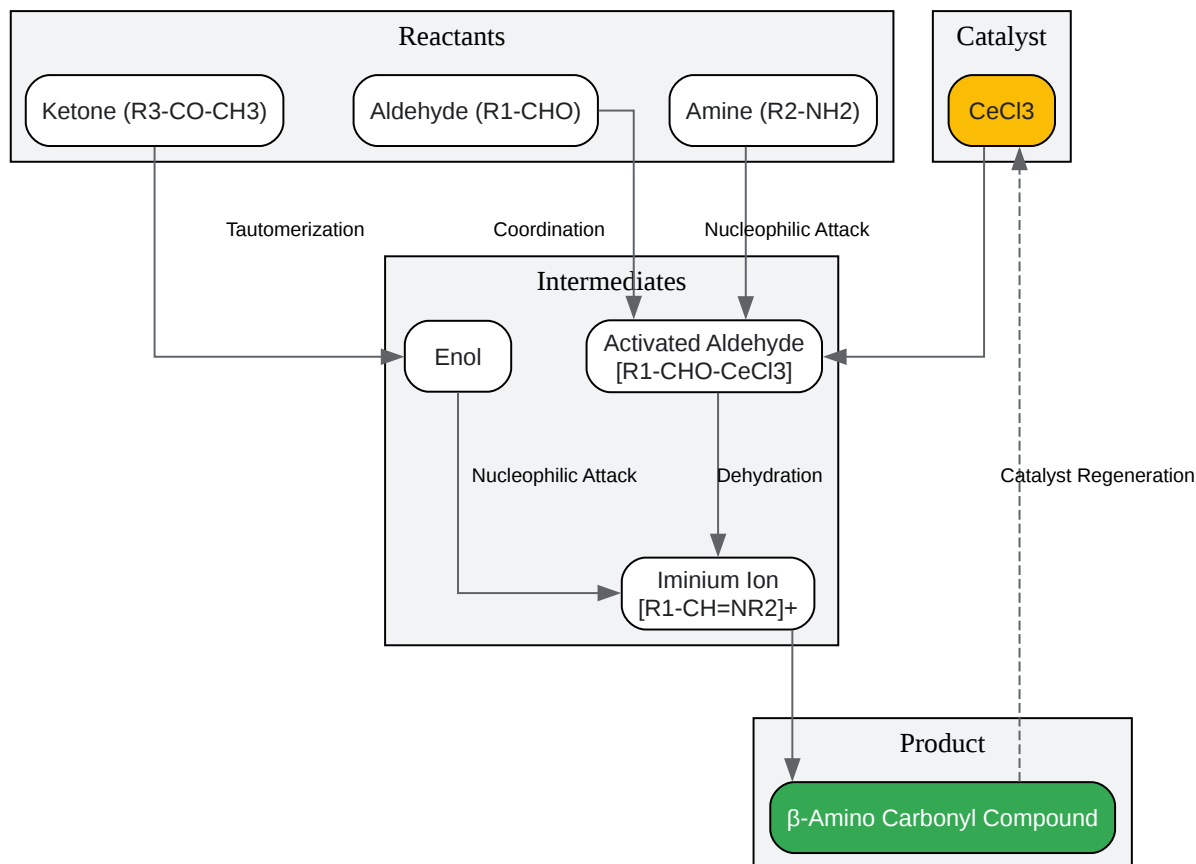 Reactants
Catalyst
Ketone (R3-CO-CH3)
Aldehyde (R1-CHO)
Amine (R2-NH2)
CeCl3
Tautomerization
Coordination
Nucleophilic Attack
Intermediates
Enol
Activated Aldehyde
[R1-CHO-CeCl3]
Nucleophilic Attack
Dehydration
Catalyst Regeneration
Iminium Ion
[R1-CH=NR2]+
Product
β-Amino Carbonyl Compound